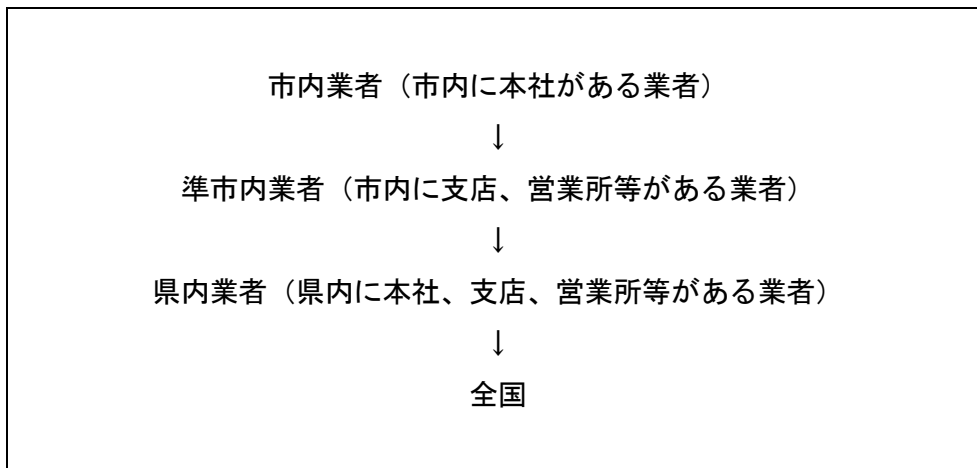 市内業者（市内に本社がある業者）
↓
準市内業者（市内に支店、営業所等がある業者）
↓
県内業者（県内に本社、支店、営業所等がある業者）
↓
全国